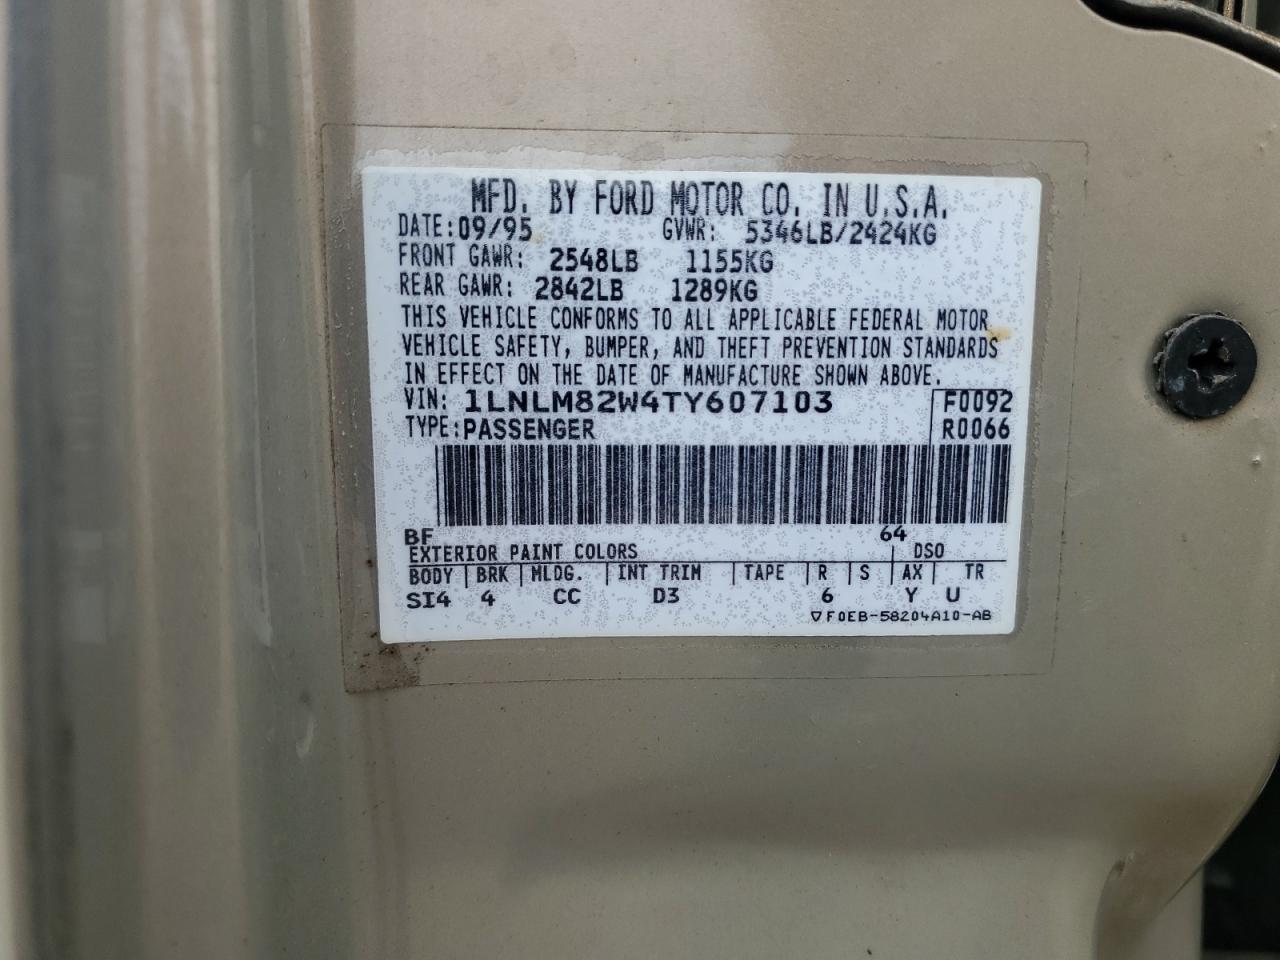 MFD. BY FORD MOTOR CO. IN U.S.A.
DATE: 09/95 GVWR: 5346LB/2424KG
FRONT GAWR: 2548LB 1155KG
REAR GAWR: 2842LB 1289KG
THIS VEHICLE CONFORMS TO ALL APPLICABLE FEDERAL MOTOR
VEHICLE SAFETY, BUMPER, AND THEFT PREVENTION STANDARDS
IN EFFECT ON THE DATE OF MANUFACTURE SHOWN ABOVE.
VIN: 1LNLM82W4TY607103 F0092
TYPE: PASSENGER R0066
BF 64
EXTERIOR PAINT COLORS DSO
BODY BRK MLDG. INT TRIM TAPE R S AX TR
SI4 4 CC D3 6 Y U
▽F0EB-58204A10-AB